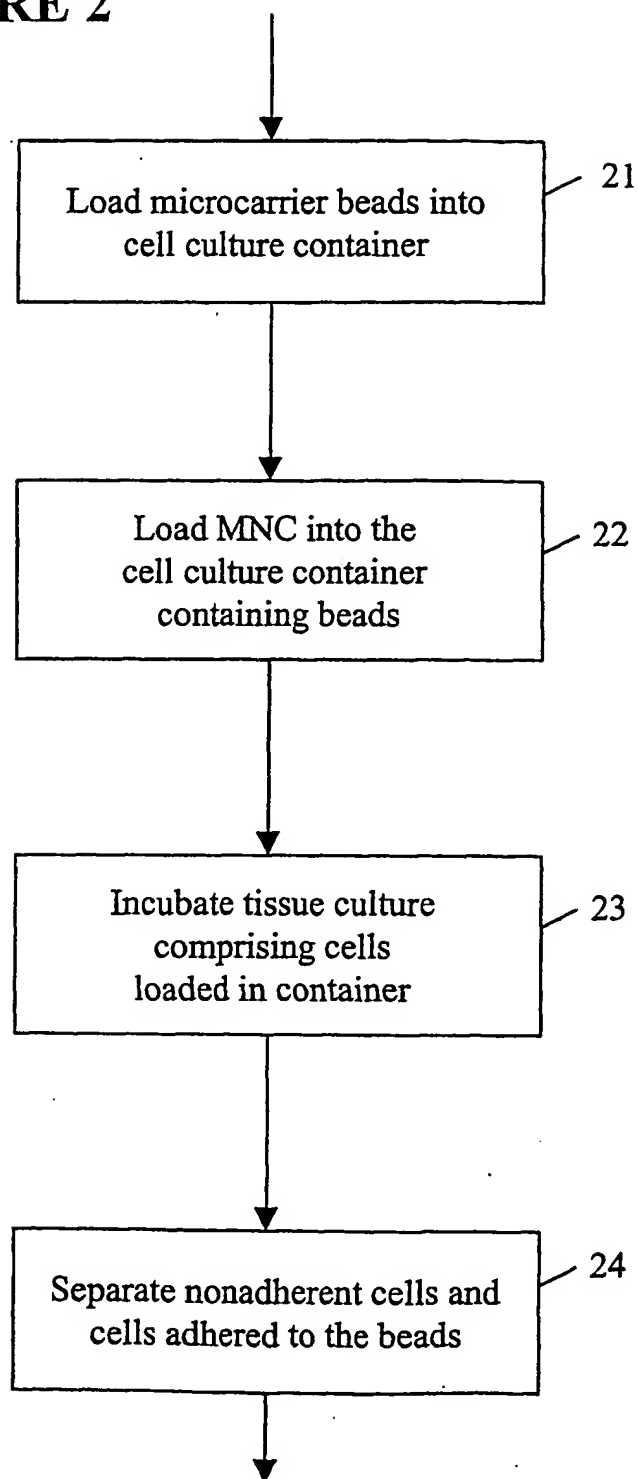 RE 2
Load microcarrier beads into
cell culture container
21
Load MNC into the
cell culture container
containing beads
22
Incubate tissue culture
comprising cells
loaded in container
23
Separate nonadherent cells and
cells adhered to the beads
24